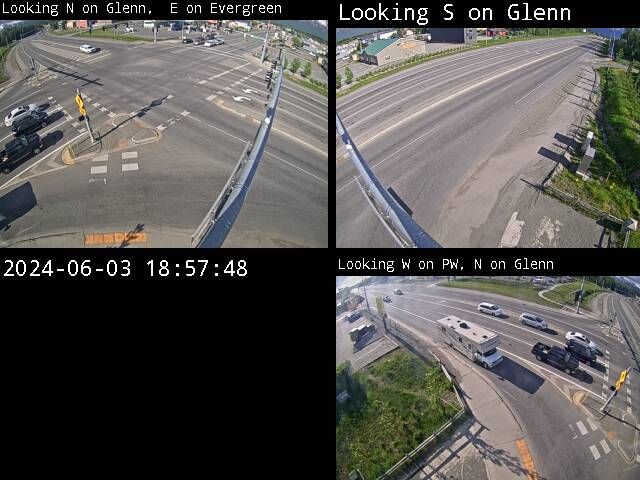 Looking N on Glenn,  E on Evergreen
Looking S on Glenn
2024-06-03 18:57:48
Looking W on PW, N on Glenn